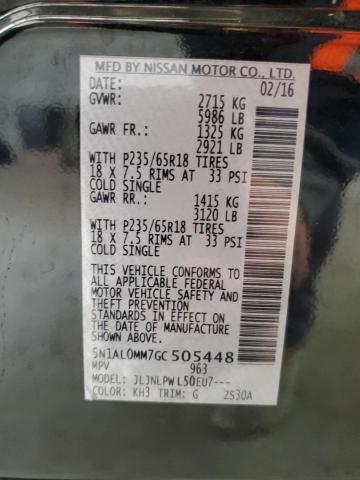 MFD BY NISSAN MOTOR CO., LTD.
DATE: 02/16
GVWR: 2715 KG
5986 LB
GAWR FR.: 1325 KG
2921 LB
WITH P235/65R18 TIRES
18 X 7.5 RIMS AT 33 PSI
COLD SINGLE
GAWR RR.: 1415 KG
3120 LB
WITH P235/65R18 TIRES
18 X 7.5 RIMS AT 33 PSI
COLD SINGLE
THIS VEHICLE CONFORMS TO
ALL APPLICABLE FEDERAL
MOTOR VEHICLE SAFETY AND
THEFT PREVENTION
STANDARDS IN EFFECT ON
THE DATE OF MANUFACTURE
SHOWN ABOVE.
5N1AL0MM7GC505448
MPV 963
MODEL: JLJNLPWL50EU7---
COLOR: KH3 TRIM: G 2S30A